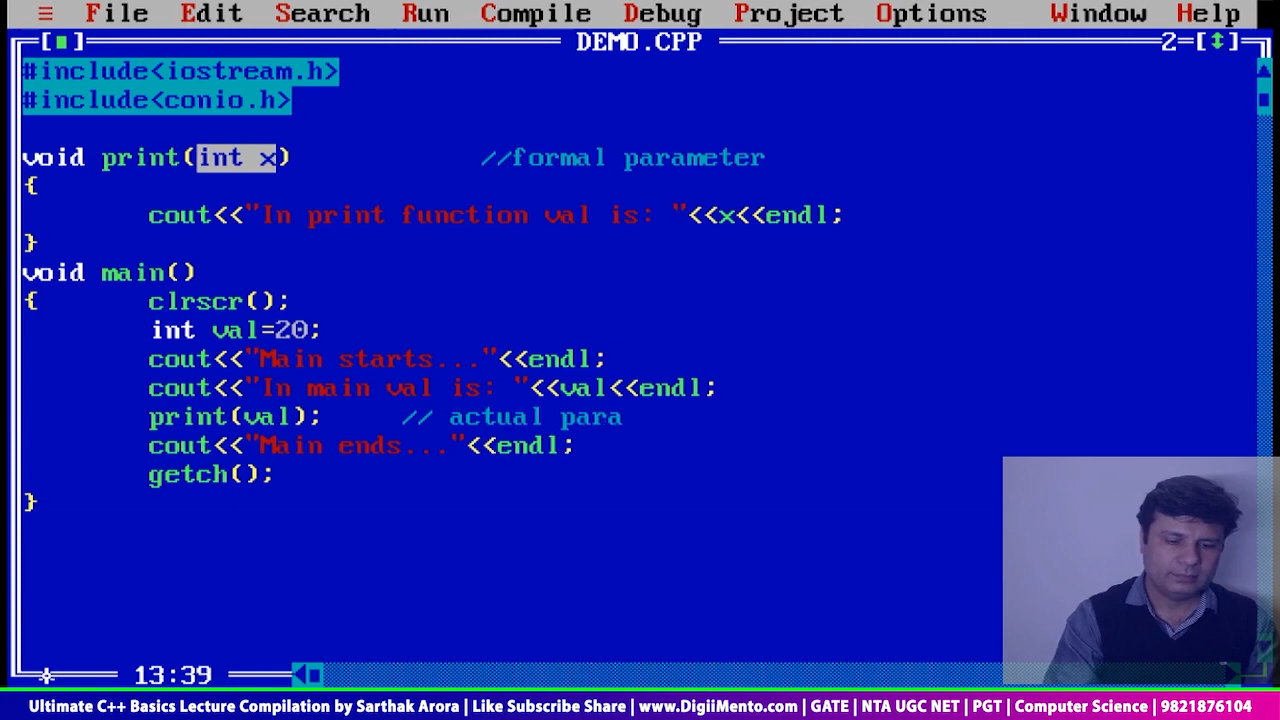 ≡ File Edit Search Run Compile Debug Project Options Window Help
[■] DEMO.CPP 2=[↕]
#include<iostream.h>
#include<conio.h>
void print(int x) //formal parameter
{
cout<<"In print function val is: "<<x<<endl;
}
void main()
{ clrscr();
int val=20;
cout<<"Main starts..."<<endl;
cout<<"In main val is: "<<val<<endl;
print(val); // actual para
cout<<"Main ends..."<<endl;
getch();
}
13:39
Ultimate C++ Basics Lecture Compilation by Sarthak Arora | Like Subscribe Share | www.DigiiMento.com | GATE | NTA UGC NET | PGT | Computer Science | 9821876104